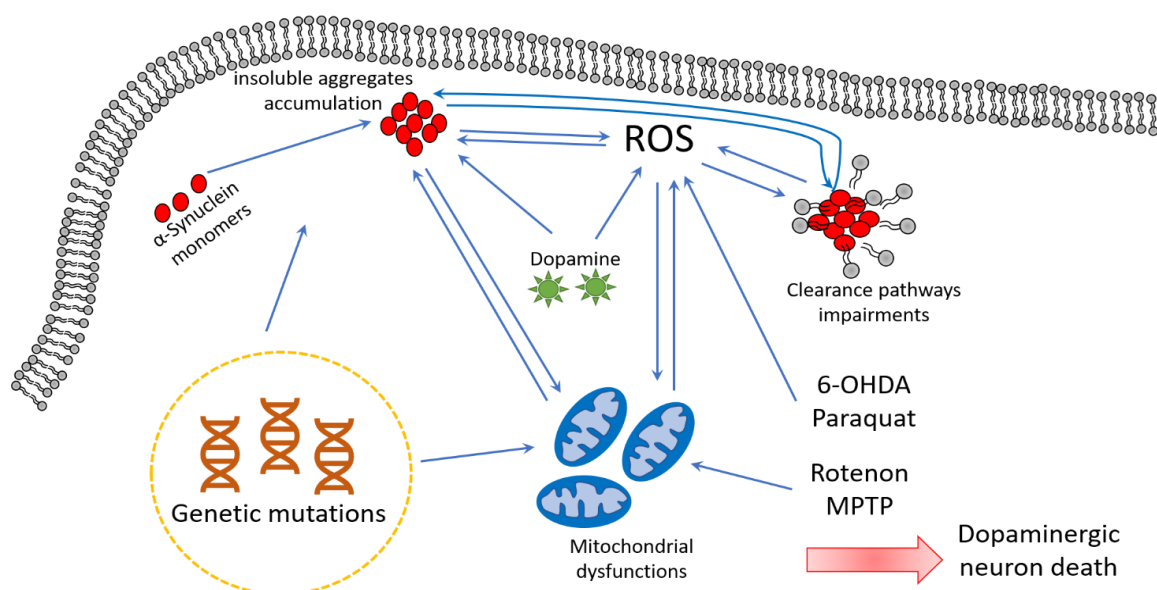 insoluble aggregates
accumulation
ROS
α-Synuclein
monomers
Dopamine
Clearance pathways
impairments
6-OHDA
Paraquat
Rotenon
MPTP
Genetic mutations
Mitochondrial
dysfunctions
Dopaminergic
neuron death